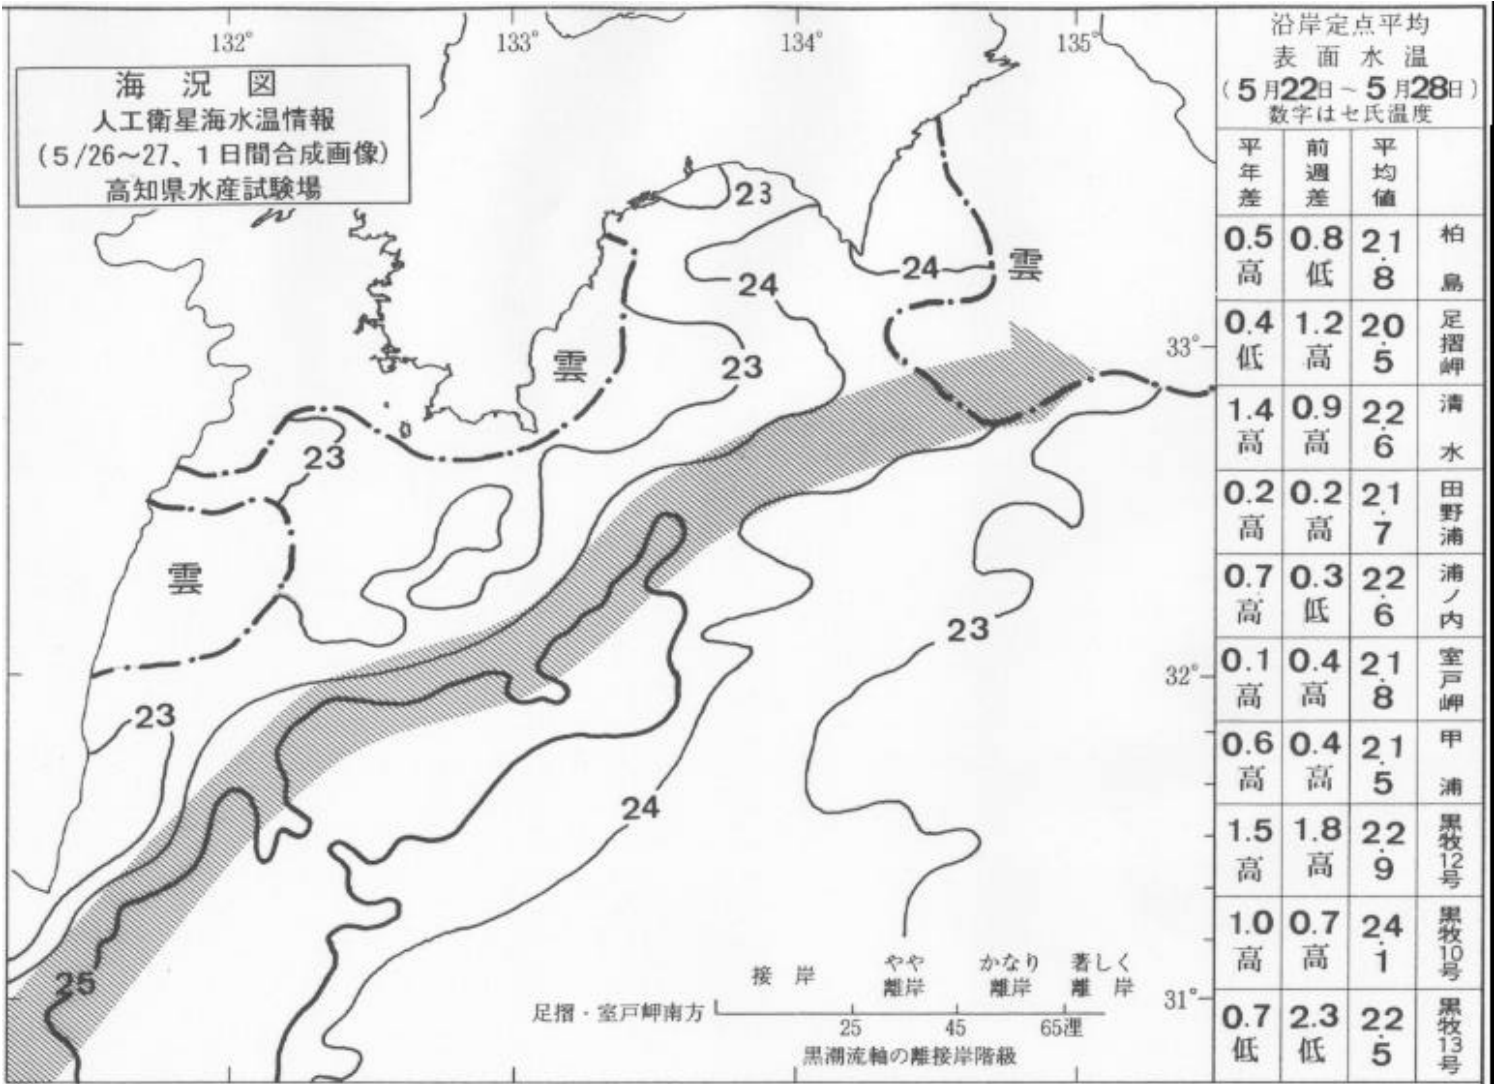 132°
133°
134°
135°
海況図
人工衛星海水温情報
(5/26～27、1日間合成画像)
高知県水産試験場
23
24
24
雲
雲
23
23
雲
23
23
24
25
33°
32°
31°
接岸
やや離岸
かなり離岸
著しく離岸
足摺・室戸岬南方
25
45
65浬
黒潮流軸の離接岸階級
沿岸定点平均
表面水温
(5月22日～5月28日)
数字はセ氏温度
平年差 前週差 平均値
0.5高 0.8低 21.8 柏島
0.4低 1.2高 20.5 足摺岬
1.4高 0.9高 22.6 清水
0.2高 0.2高 21.7 田野浦
0.7高 0.3低 22.6 浦ノ内
0.1高 0.4高 21.8 室戸岬
0.6高 0.4高 21.5 甲浦
1.5高 1.8高 22.9 黒牧12号
1.0高 0.7高 24.1 黒牧10号
0.7低 2.3低 22.5 黒牧13号